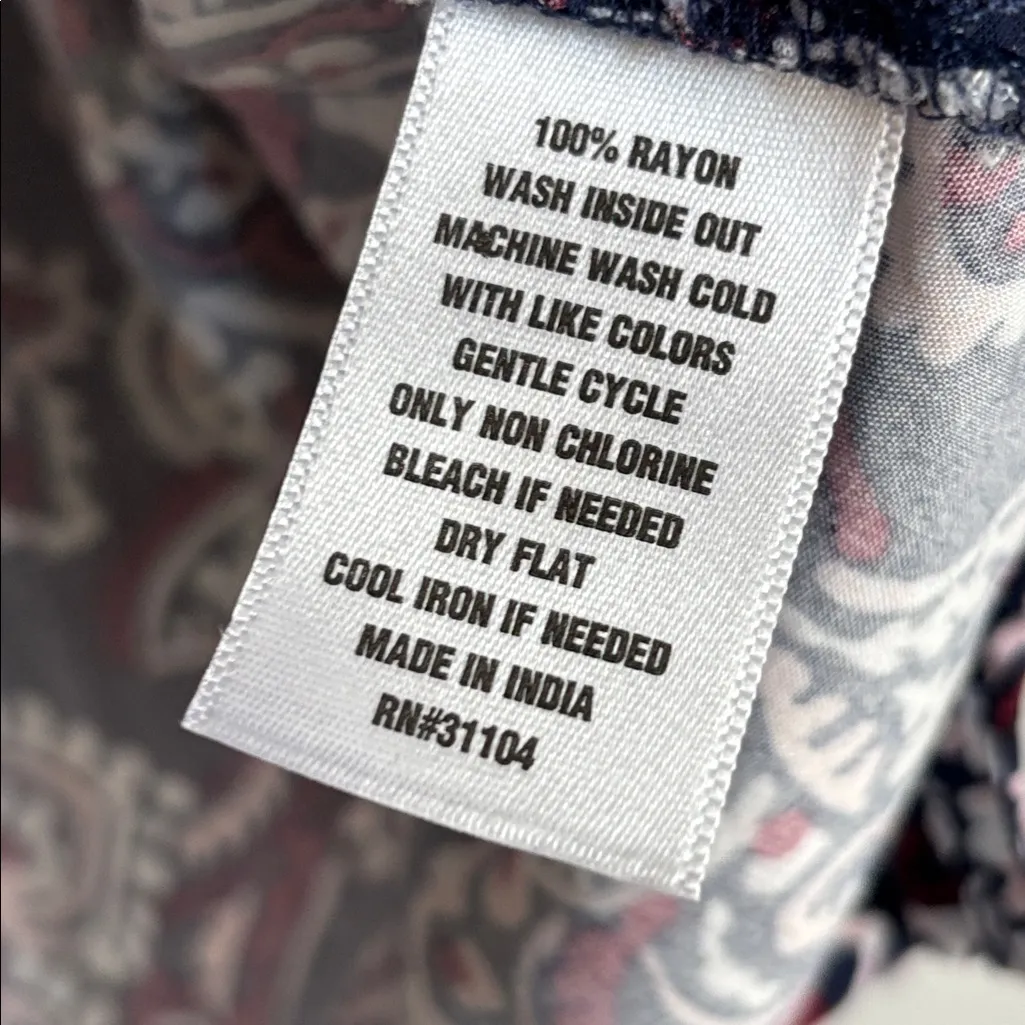 100% RAYON
WASH INSIDE OUT
MACHINE WASH COLD
WITH LIKE COLORS
GENTLE CYCLE
ONLY NON CHLORINE
BLEACH IF NEEDED
DRY FLAT
COOL IRON IF NEEDED
MADE IN INDIA
RN#31104